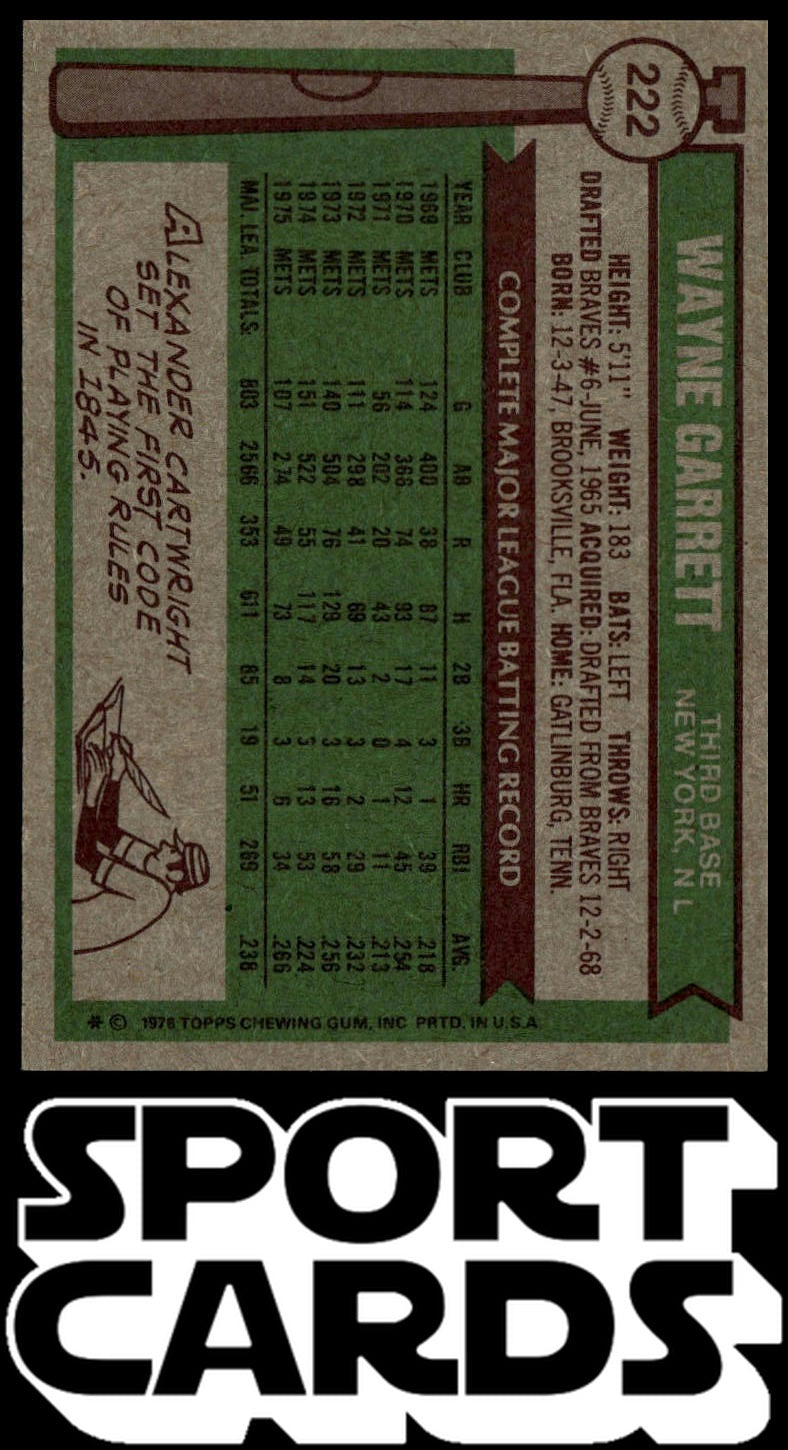 222
WAYNE GARRETT
THIRD BASE
NEW YORK, N L
HEIGHT: 5'11" WEIGHT: 183 BATS: LEFT THROWS: RIGHT
DRAFTED BRAVES #6-JUNE, 1965 ACQUIRED: DRAFTED FROM BRAVES 12-2-68
BORN: 12-3-47, BROOKSVILLE, FLA. HOME: GATLINBURG, TENN.
COMPLETE MAJOR LEAGUE BATTING RECORD
YEAR CLUB G AB R H 2B 3B HR RBI AVG.
1969 METS 124 400 38 87 11 3 1 39 .218
1970 METS 114 366 74 93 17 4 12 45 .254
1971 METS 56 202 20 43 2 0 1 11 .213
1972 METS 111 298 41 69 13 3 2 29 .232
1973 METS 140 504 76 129 20 3 16 58 .256
1974 METS 151 522 55 117 14 3 13 53 .224
1975 METS 107 274 49 73 8 3 6 34 .266
MAJ. LEA. TOTALS: 803 2566 353 611 85 19 51 269 .238
ALEXANDER CARTWRIGHT
SET THE FIRST CODE
OF PLAYING RULES
IN 1845.
* © 1976 TOPPS CHEWING GUM, INC PRTD. IN U.S.A
SPORT
CARDS